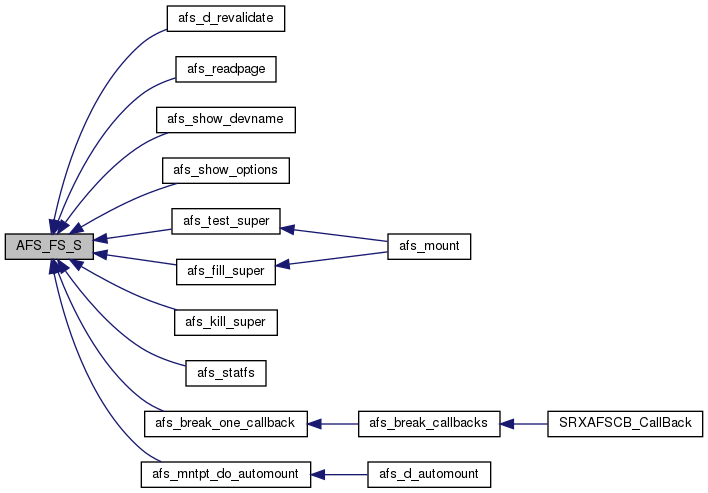 afs_d_revalidate
afs_readpage
afs_show_devname
afs_show_options
afs_test_super
AFS_FS_S
afs_mount
afs_fill_super
afs_kill_super
afs_statfs
afs_break_one_callback
afs_break_callbacks
SRXAFSCB_CallBack
afs_mntpt_do_automount
afs_d_automount